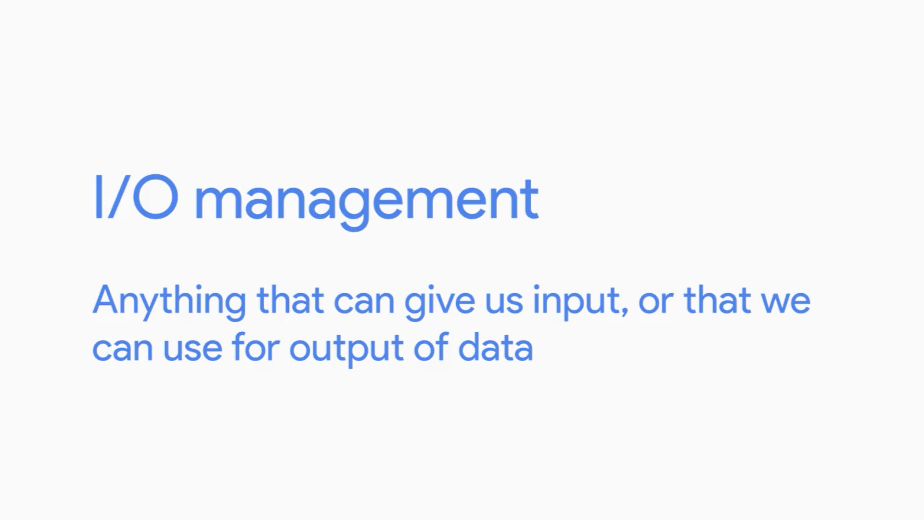 I/O management
Anything that can give us input, or that we
can use for output of data